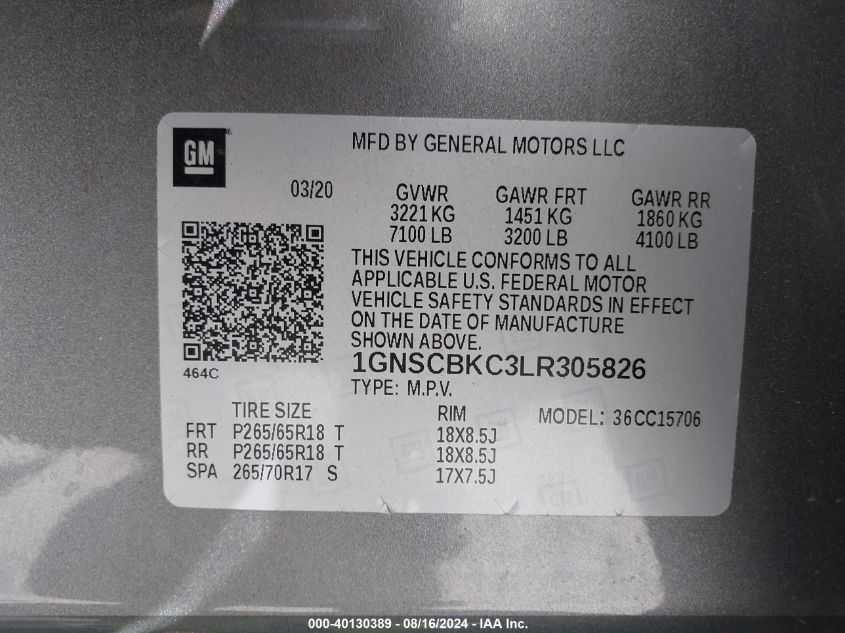 GM
MFD BY GENERAL MOTORS LLC
03/20
GVWR GAWR FRT GAWR RR
3221 KG 1451 KG 1860 KG
7100 LB 3200 LB 4100 LB
THIS VEHICLE CONFORMS TO ALL
APPLICABLE U.S. FEDERAL MOTOR
VEHICLE SAFETY STANDARDS IN EFFECT
ON THE DATE OF MANUFACTURE
SHOWN ABOVE.
464C
1GNSCBKC3LR305826
TYPE: M.P.V.
TIRE SIZE RIM MODEL: 36CC15706
FRT P265/65R18 T 18X8.5J
RR P265/65R18 T 18X8.5J
SPA 265/70R17 S 17X7.5J
000-40130389 - 08/16/2024 - IAA Inc.